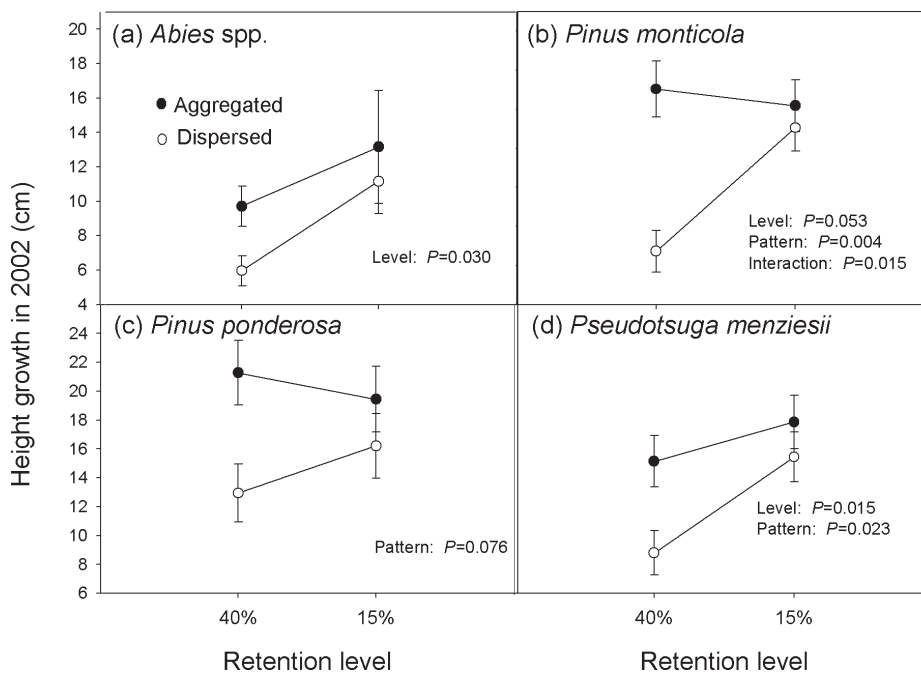 (a) Abies spp.
Aggregated
Dispersed
Level: P=0.030
20
18
16
14
12
10
8
6
4
(b) Pinus monticola
Level: P=0.053
Pattern: P=0.004
Interaction: P=0.015
Height growth in 2002 (cm)
(c) Pinus ponderosa
Pattern: P=0.076
24
22
20
18
16
14
12
10
8
6
(d) Pseudotsuga menziesii
Level: P=0.015
Pattern: P=0.023
40% 15% 40% 15%
Retention level Retention level